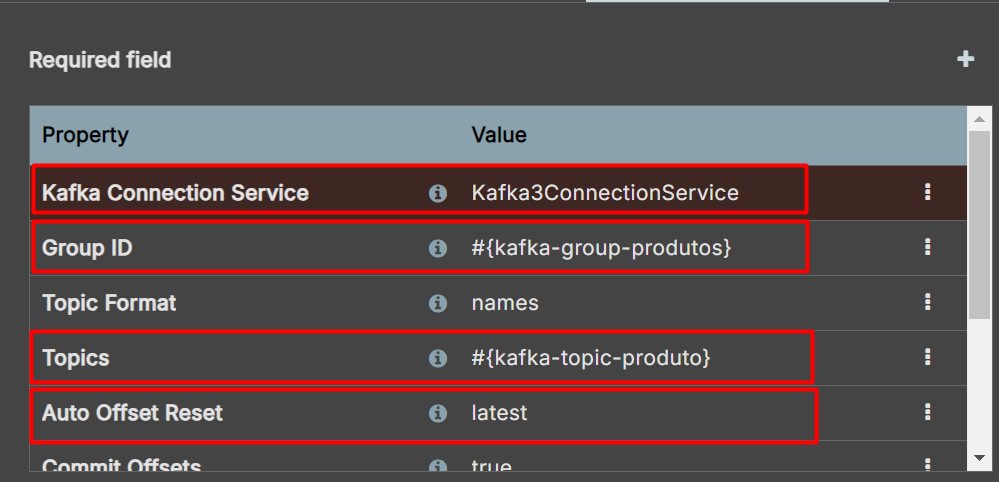 Required field
Property Value
Kafka Connection Service Kafka3ConnectionService
Group ID #{kafka-group-produtos}
Topic Format names
Topics #{kafka-topic-produto}
Auto Offset Reset latest
Commit Offsets true